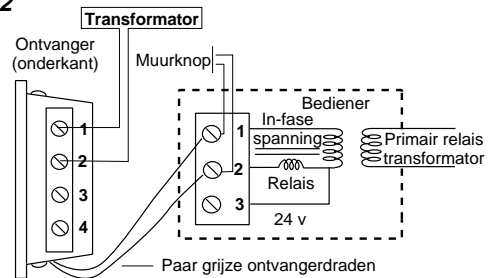 2
Transformator
Ontvanger
(onderkant)
Muurknop
Bediener
In-fase
spanning
Primair relais
transformator
1
2
3
4
1
2
3
Relais
24 v
Paar grijze ontvangerdraden